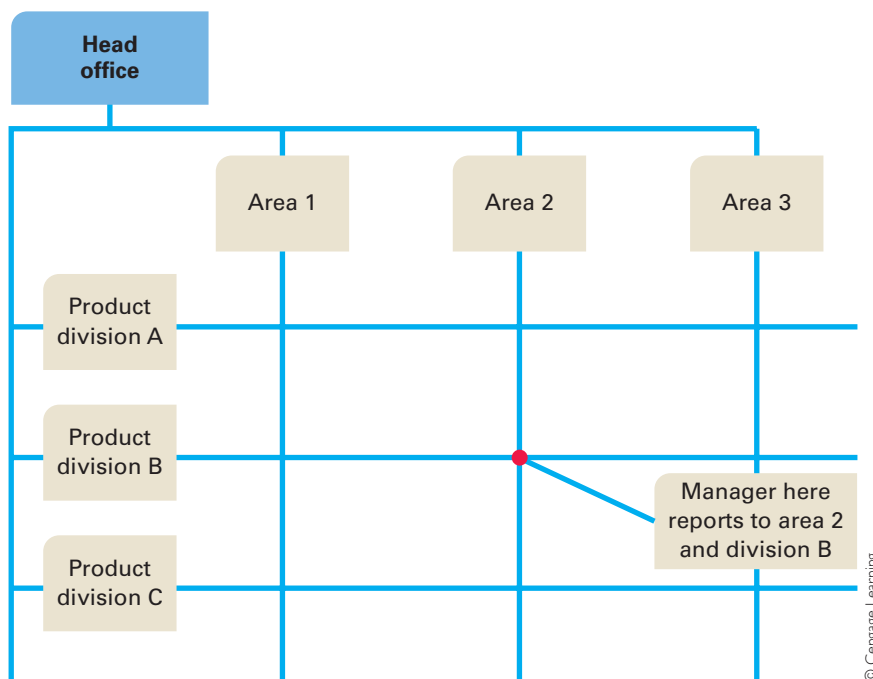 Head
office
Area 1
Area 2
Area 3
Product
division A
Product
division B
Manager here
reports to area 2
and division B
Product
division C
© Cengage Learning